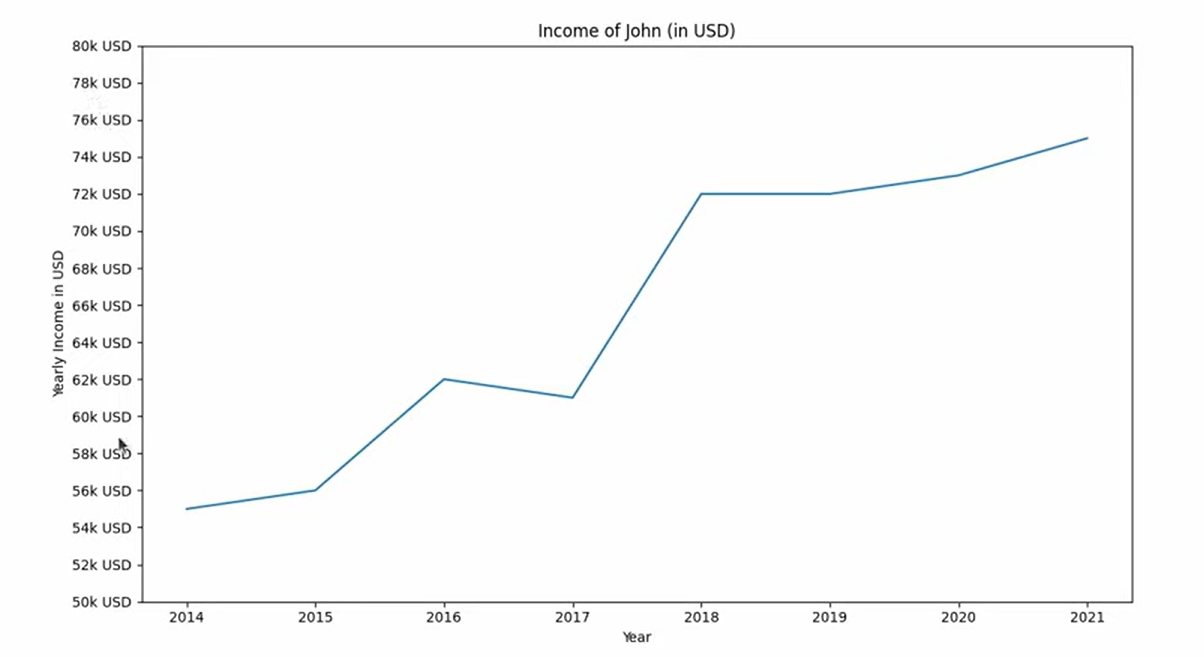 Income of John (in USD)
80k USD
78k USD
76k USD
74k USD
72k USD
70k USD
68k USD
66k USD
64k USD
62k USD
60k USD
58k USD
56k USD
54k USD
52k USD
50k USD
Yearly Income in USD
2014 2015 2016 2017 2018 2019 2020 2021
Year